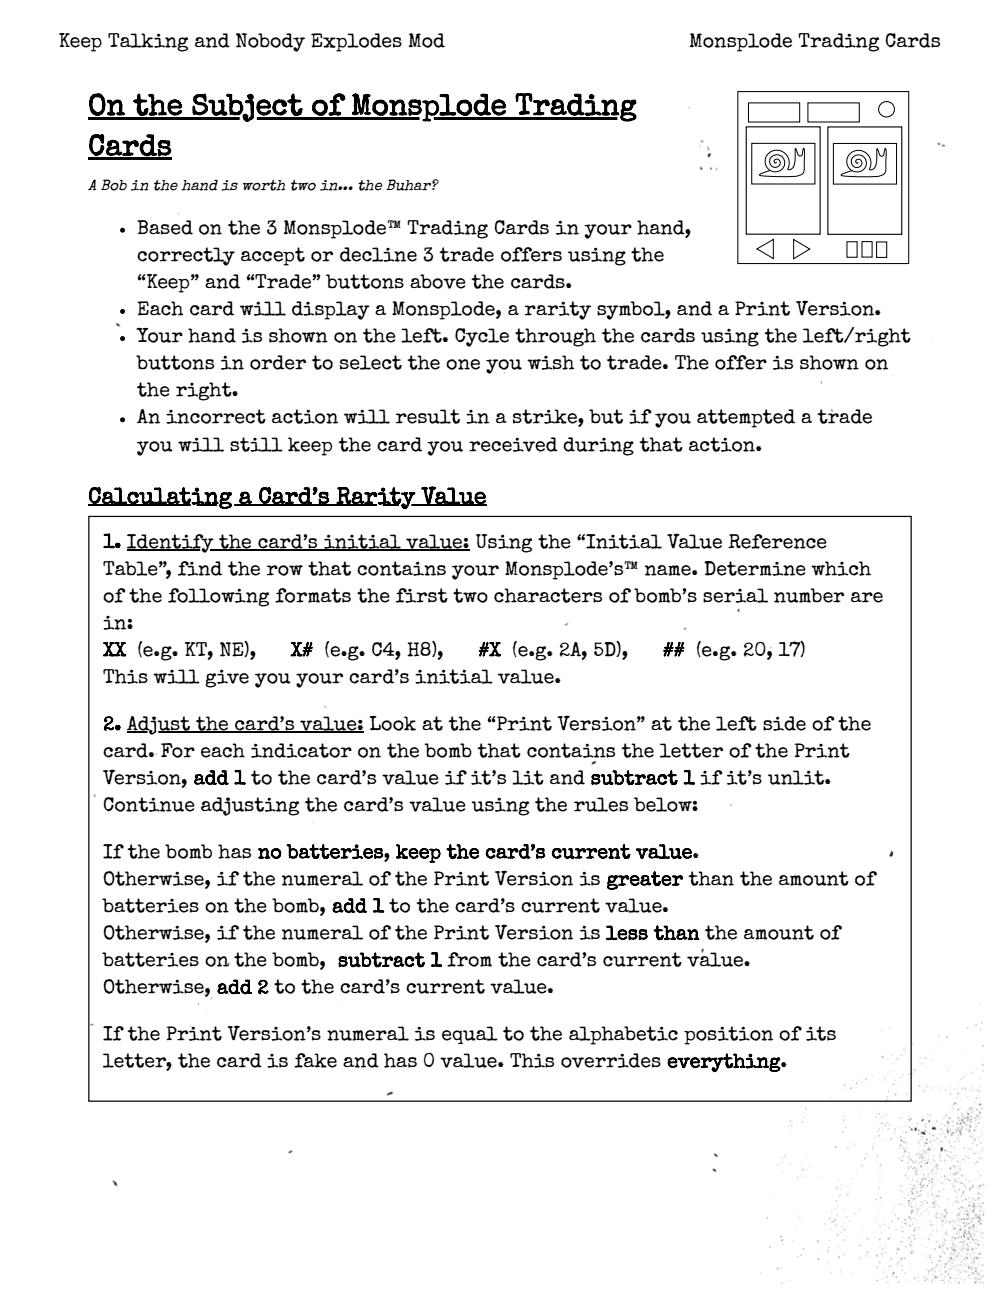 Keep Talking and Nobody Explodes Mod
Monsplode Trading Cards
On the Subject of Monsplode Trading
Cards
A Bob in the hand is worth two in... the Buhar?
• Based on the 3 Monsplode™ Trading Cards in your hand,
correctly accept or decline 3 trade offers using the
“Keep” and “Trade” buttons above the cards.
• Each card will display a Monsplode, a rarity symbol, and a Print Version.
• Your hand is shown on the left. Cycle through the cards using the left/right
buttons in order to select the one you wish to trade. The offer is shown on
the right.
• An incorrect action will result in a strike, but if you attempted a trade
you will still keep the card you received during that action.
Calculating a Card’s Rarity Value
1. Identify the card’s initial value: Using the “Initial Value Reference
Table”, find the row that contains your Monsplode’s™ name. Determine which
of the following formats the first two characters of bomb’s serial number are
in:
XX (e.g. KT, NE), X# (e.g. C4, H8), #X (e.g. 2A, 5D), ## (e.g. 20, 17)
This will give you your card’s initial value.
2. Adjust the card’s value: Look at the “Print Version” at the left side of the
card. For each indicator on the bomb that contains the letter of the Print
Version, add 1 to the card’s value if it’s lit and subtract 1 if it’s unlit.
Continue adjusting the card’s value using the rules below:
If the bomb has no batteries, keep the card’s current value.
Otherwise, if the numeral of the Print Version is greater than the amount of
batteries on the bomb, add 1 to the card’s current value.
Otherwise, if the numeral of the Print Version is less than the amount of
batteries on the bomb, subtract 1 from the card’s current value.
Otherwise, add 2 to the card’s current value.
If the Print Version’s numeral is equal to the alphabetic position of its
letter, the card is fake and has 0 value. This overrides everything.